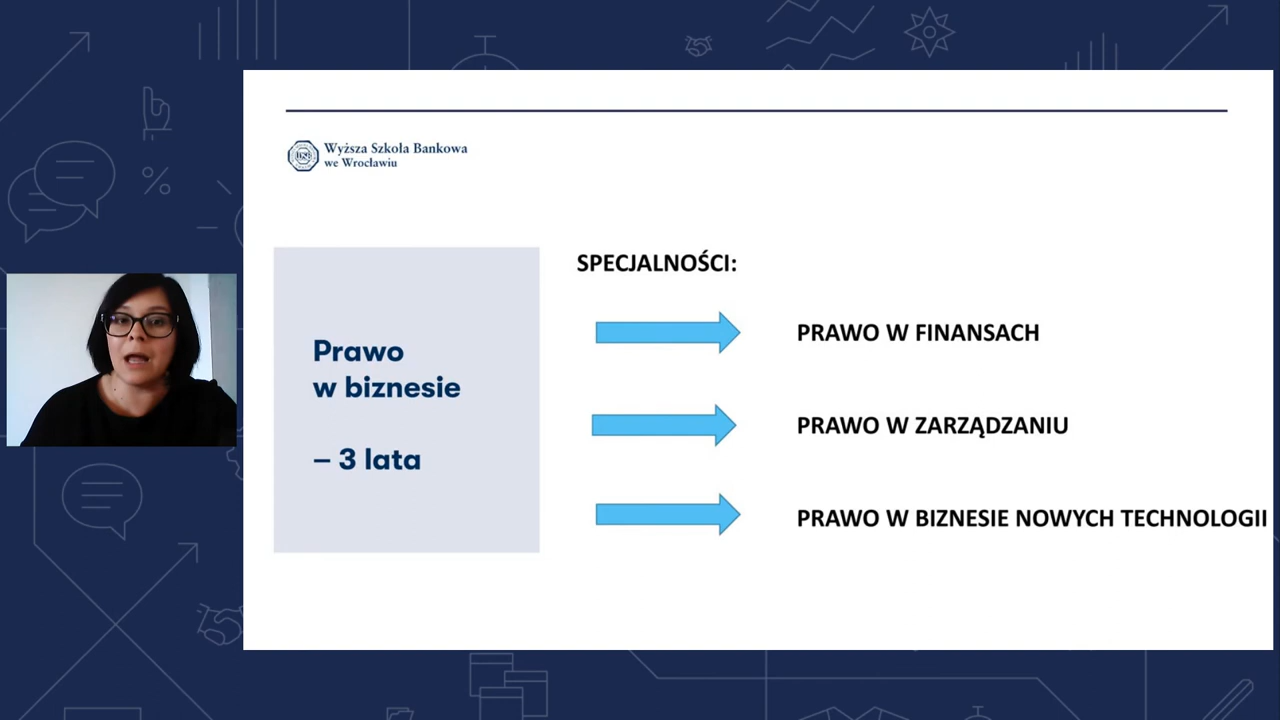 Wyższa Szkoła Bankowa
we Wrocławiu
SPECJALNOŚCI:
Prawo
w biznesie
– 3 lata
PRAWO W FINANSACH
PRAWO W ZARZĄDZANIU
PRAWO W BIZNESIE NOWYCH TECHNOLOGII